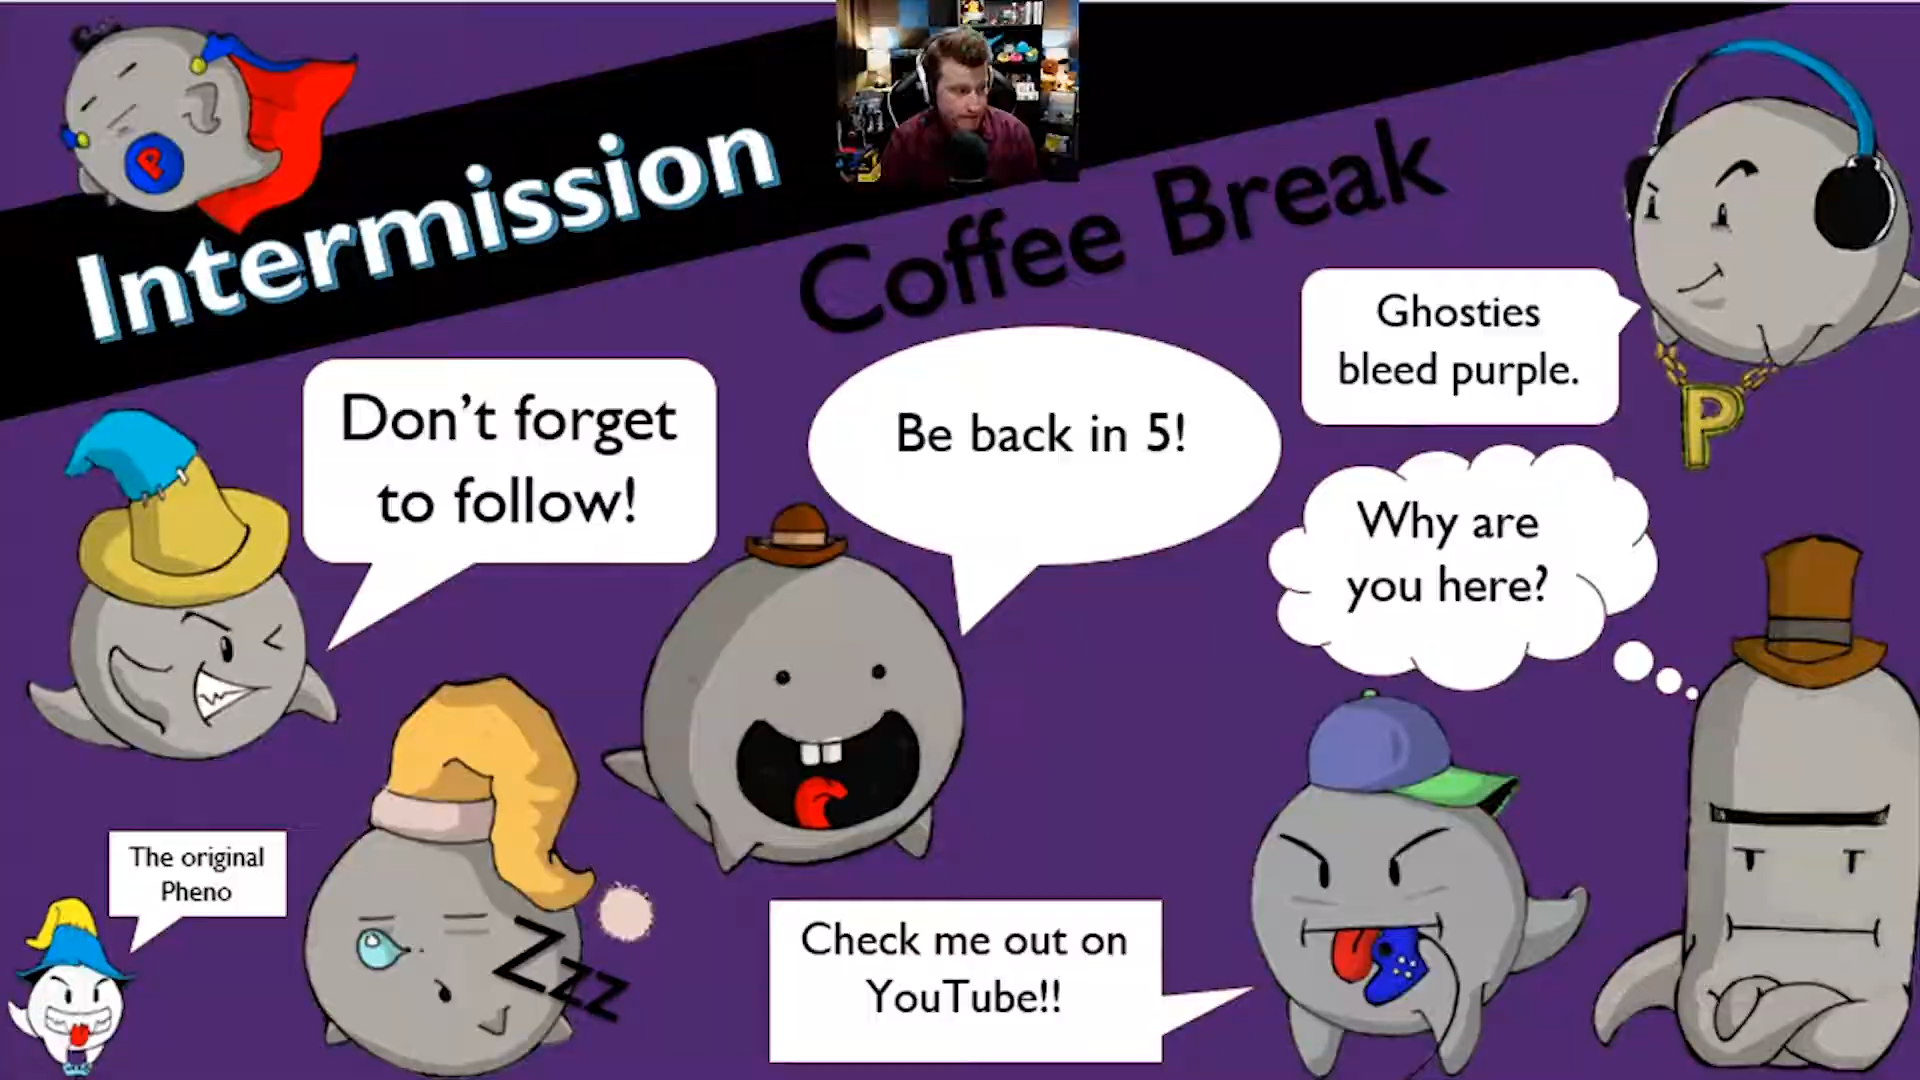 Intermission
Coffee Break
P
Ghosties
bleed purple.
P
Don't forget
to follow!
Be back in 5!
Why are
you here?
The original
Pheno
Zzz
Check me out on
YouTube!!